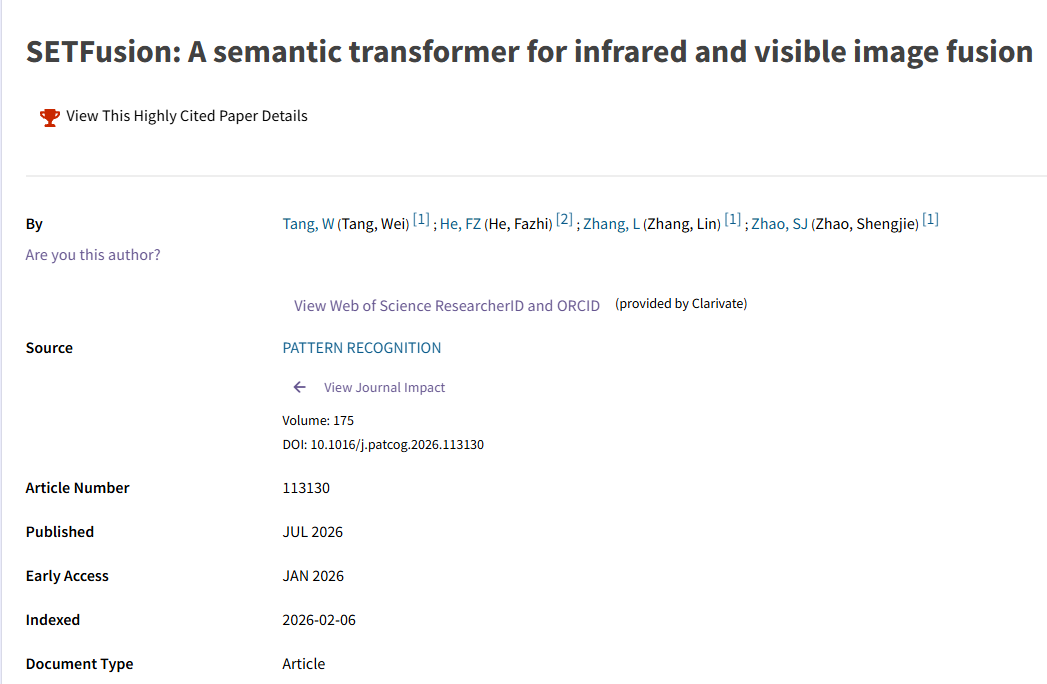 SETFusion: A semantic transformer for infrared and visible image fusion
View This Highly Cited Paper Details
By Tang, W (Tang, Wei) [1] ; He, FZ (He, Fazhi) [2] ; Zhang, L (Zhang, Lin) [1] ; Zhao, SJ (Zhao, Shengjie) [1]
Are you this author?
View Web of Science ResearcherID and ORCID (provided by Clarivate)
Source PATTERN RECOGNITION
View Journal Impact
Volume: 175
DOI: 10.1016/j.patcog.2026.113130
Article Number 113130
Published JUL 2026
Early Access JAN 2026
Indexed 2026-02-06
Document Type Article